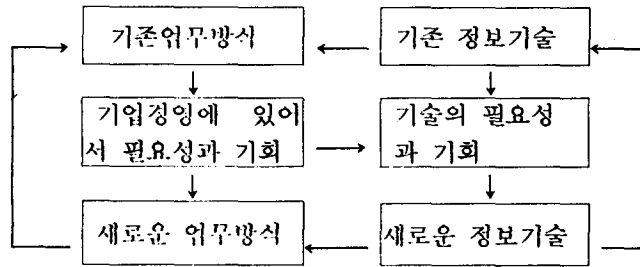 기존업무방식
기존 정보기술
기업경영에 있어
서 필요성과 기회
기술의 필요성
과 기회
새로운 업무방식
새로운 정보기술